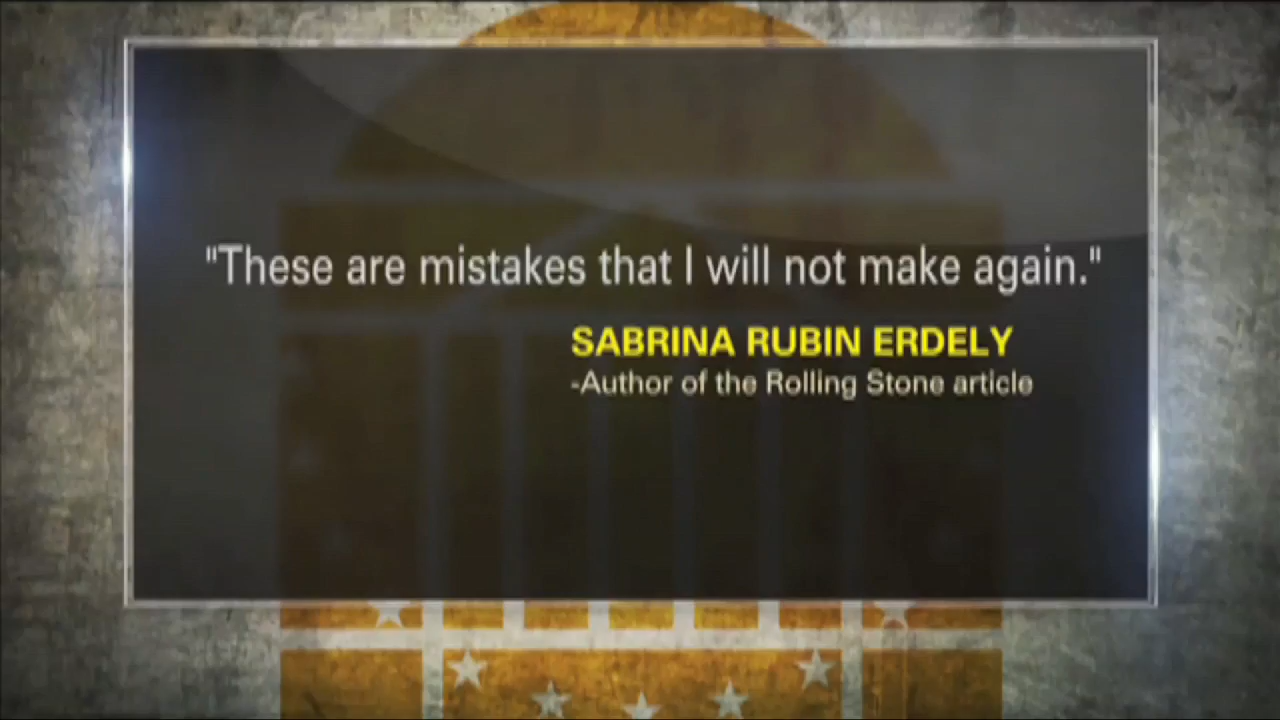 "These are mistakes that I will not make again."
SABRINA RUBIN ERDELY
-Author of the Rolling Stone article